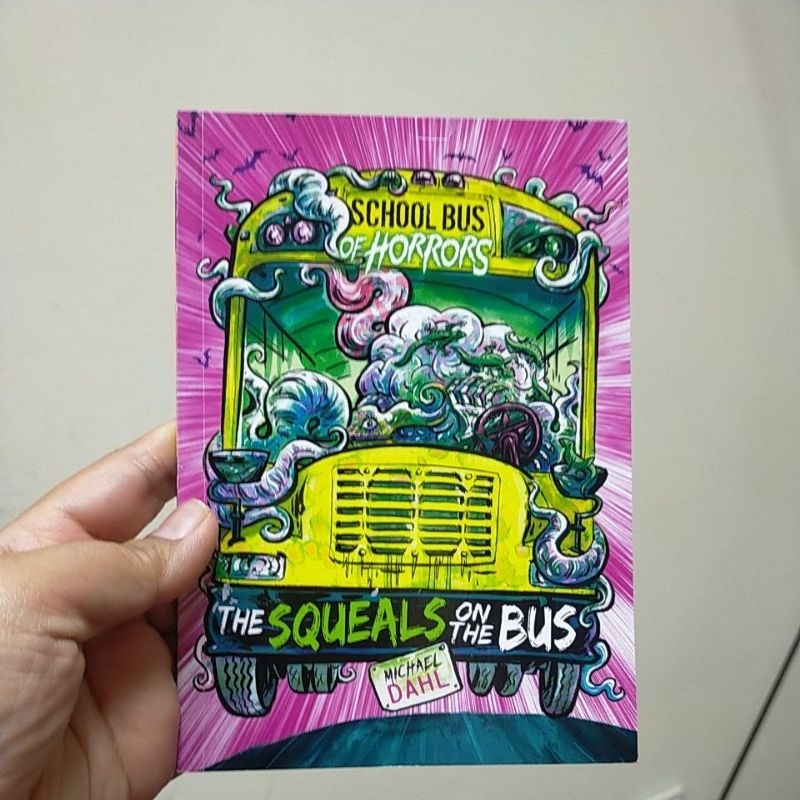 SCHOOL BUS
OF HORRORS
THE SQUEALS ON THE BUS
MICHAEL
DAHL